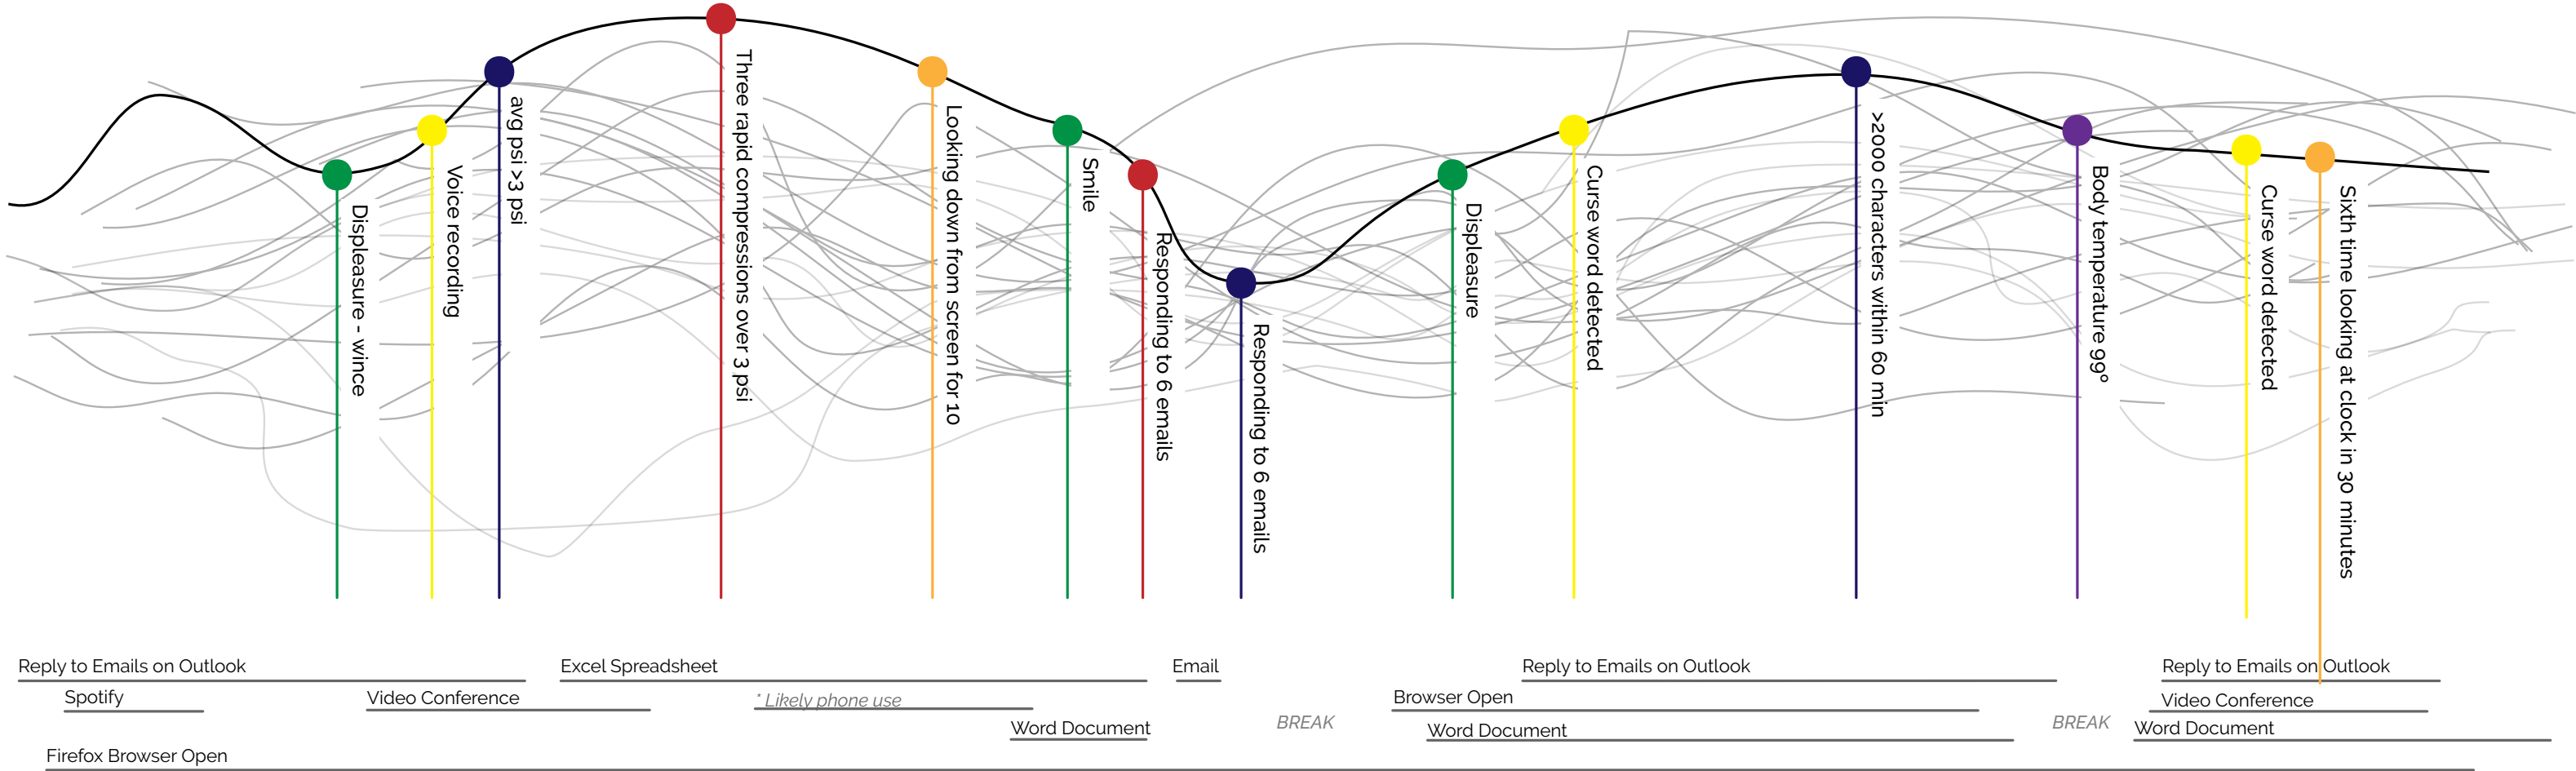 Displeasure - wince
Voice recording
avg psi >3 psi
Three rapid compressions over 3 psi
Looking down from screen for 10
Smile
Responding to 6 emails
Responding to 6 emails
Displeasure
Curse word detected
>2000 characters within 60 min
Body temperature 99°
Curse word detected
Sixth time looking at clock in 30 minutes
Reply to Emails on Outlook
Excel Spreadsheet
Email
Reply to Emails on Outlook
Reply to Emails on Outlook
Spotify
Video Conference
* Likely phone use
Browser Open
Video Conference
Word Document
BREAK
Word Document
BREAK
Word Document
Firefox Browser Open